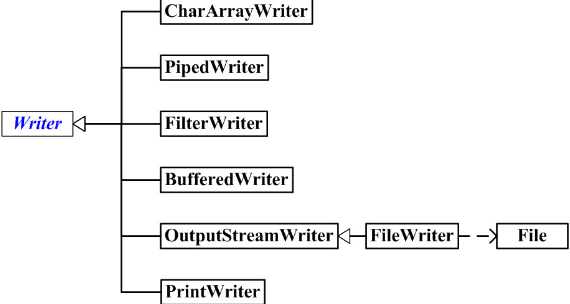 CharArrayWriter
PipedWriter
Writer
FilterWriter
BufferedWriter
OutputStreamWriter FileWriter File
PrintWriter